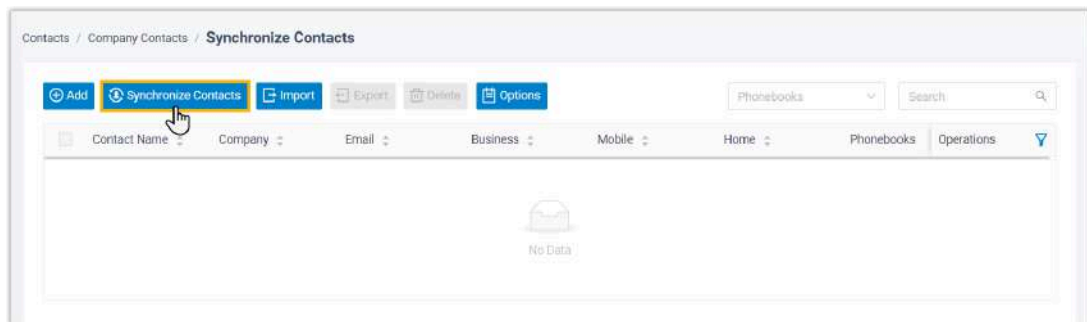 Contacts / Company Contacts / Synchronize Contacts
Add Synchronize Contacts Import Export Delete Options Phonebooks Search
Contact Name Company Email Business Mobile Home Phonebooks Operations
No Data